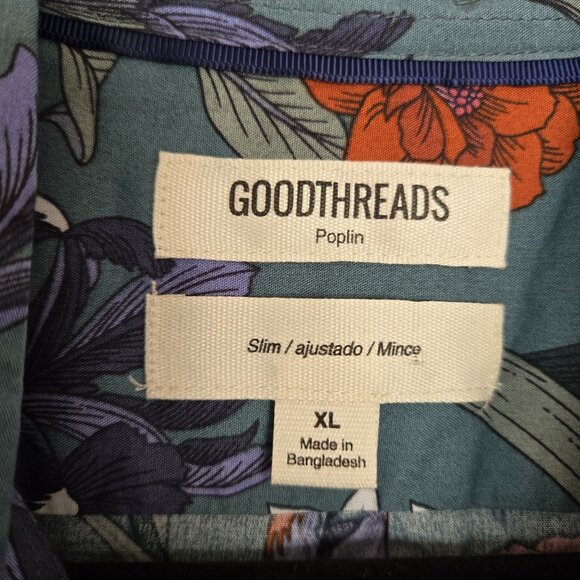 GOODTHREADS
Poplin
Slim / ajustado / Mince
XL
Made in
Bangladesh